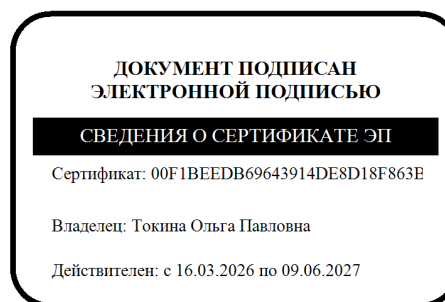 ДОКУМЕНТ ПОДПИСАН
ЭЛЕКТРОННОЙ ПОДПИСЬЮ
СВЕДЕНИЯ О СЕРТИФИКАТЕ ЭП
Сертификат: 00F1BEEDB69643914DE8D18F863B
Владелец: Токина Ольга Павловна
Действителен: с 16.03.2026 по 09.06.2027